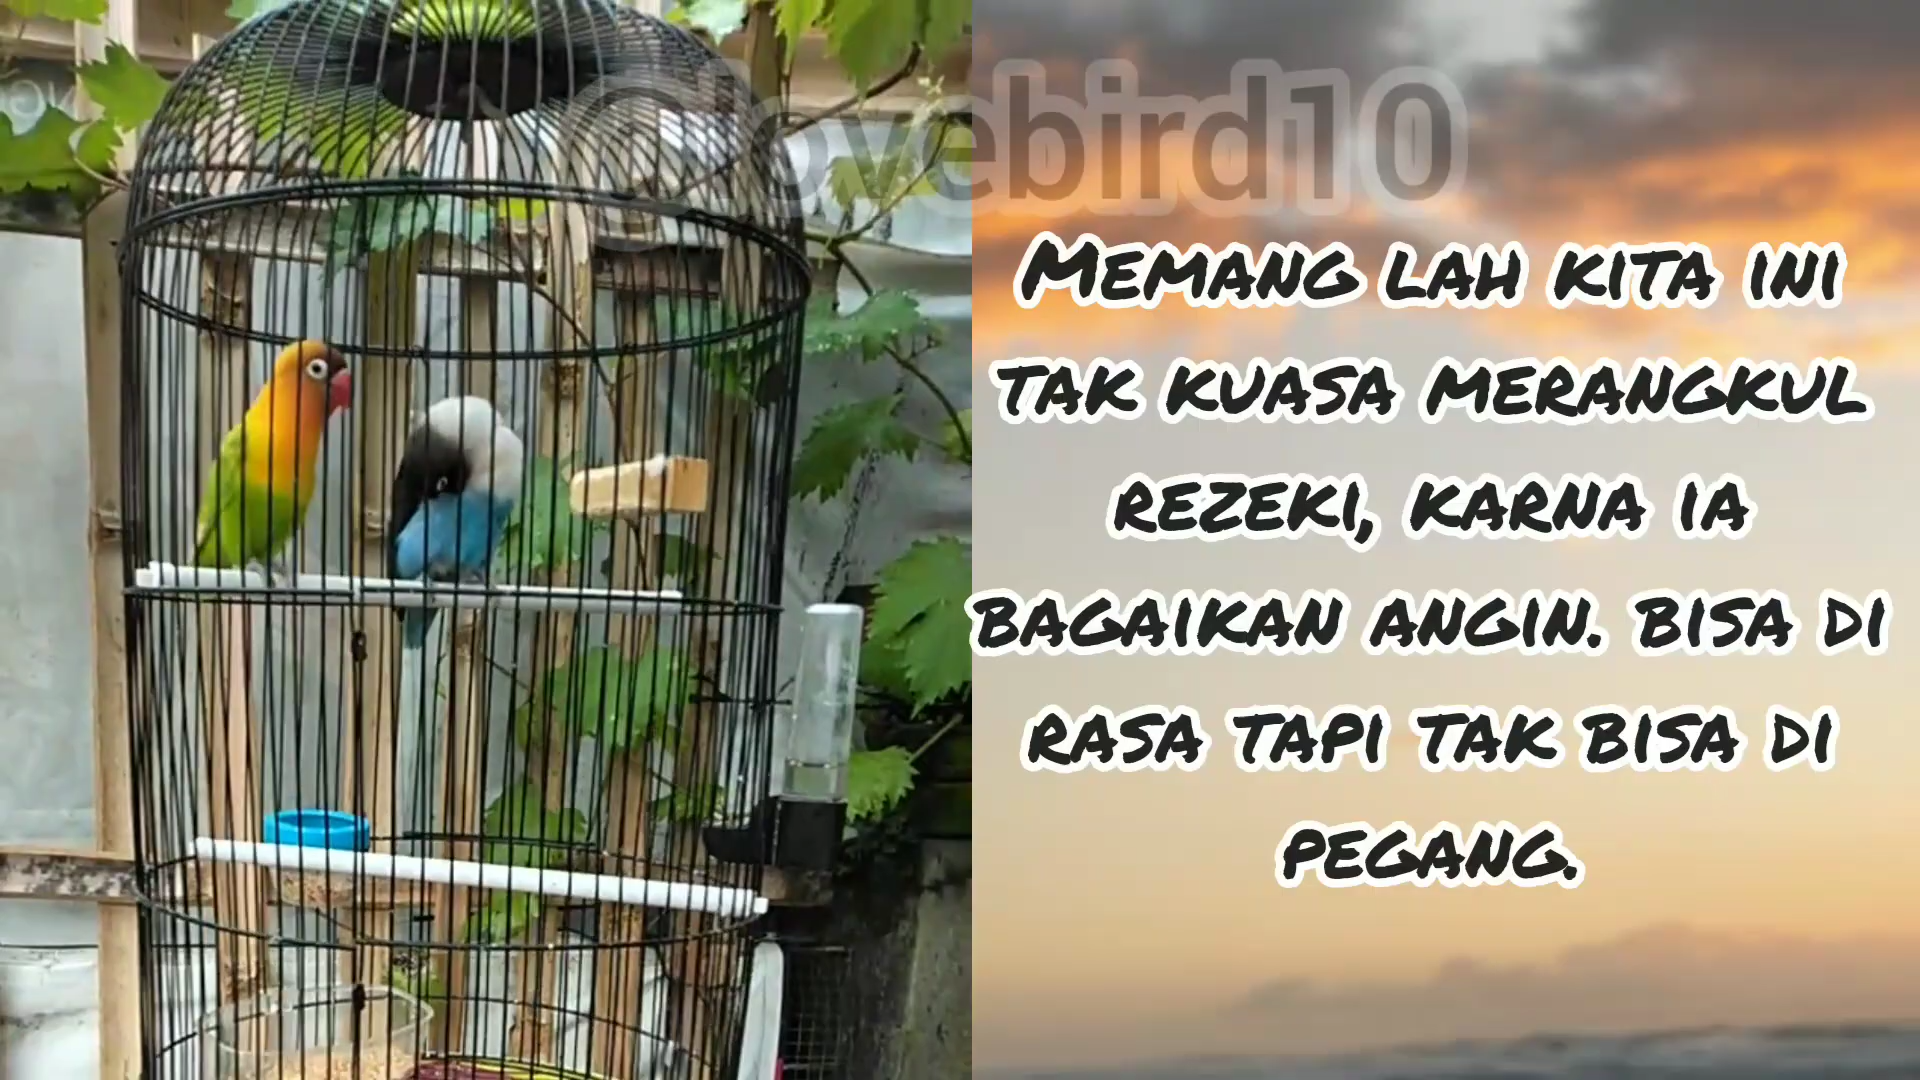 @lovebird10
Memang lah kita ini
tak kuasa merangkul
rezeki, karna ia
bagaikan angin. bisa di
rasa tapi tak bisa di
pegang.